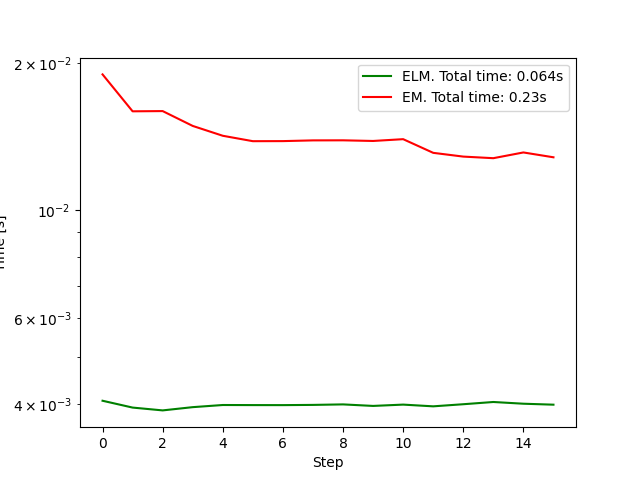 ELM. Total time: 0.064s
EM. Total time: 0.23s
2 × 10⁻²
10⁻²
6 × 10⁻³
4 × 10⁻³
0 2 4 6 8 10 12 14
Step